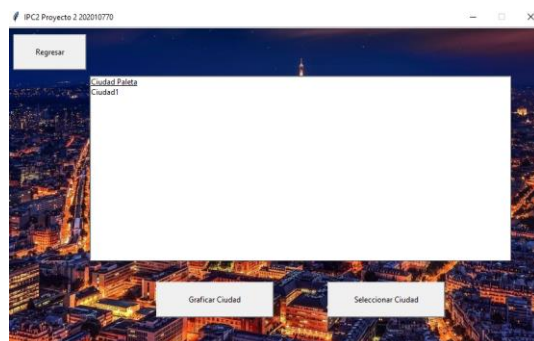 IPC2 Proyecto 2 202010770
Regresar
Ciudad Paleta
Ciudad1
Graficar Ciudad
Seleccionar Ciudad